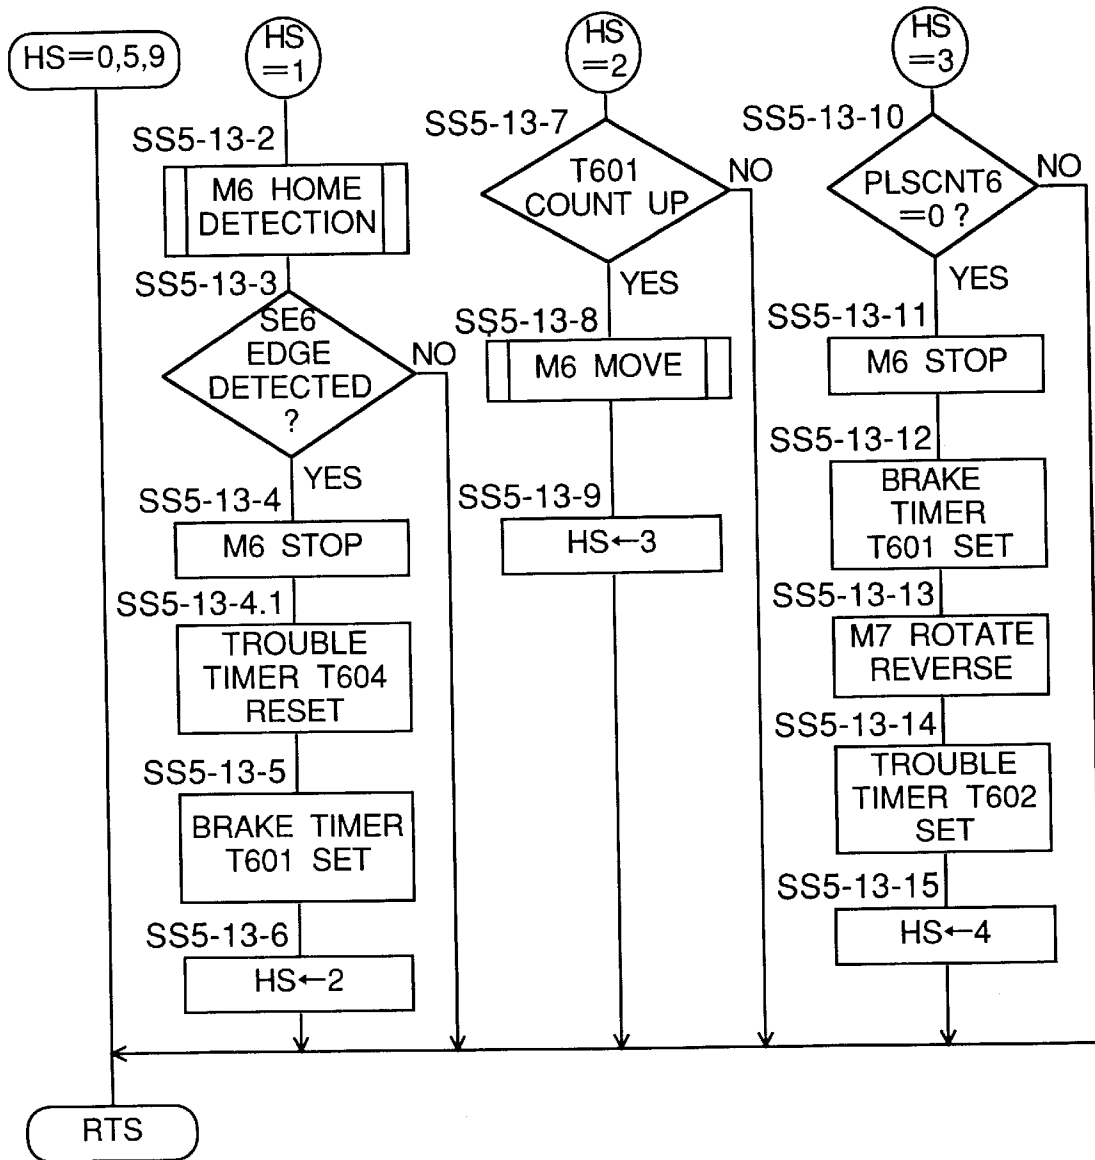 HS=0,5,9
HS
=1
SS5-13-2
M6 HOME
DETECTION
SS5-13-3
SE6
EDGE
DETECTED
?
NO
YES
SS5-13-4
M6 STOP
SS5-13-4.1
TROUBLE
TIMER T604
RESET
SS5-13-5
BRAKE TIMER
T601 SET
SS5-13-6
HS←2
HS
=2
SS5-13-7
T601
COUNT UP
NO
YES
SS5-13-8
M6 MOVE
SS5-13-9
HS←3
HS
=3
SS5-13-10
PLSCNT6
=0 ?
NO
YES
SS5-13-11
M6 STOP
SS5-13-12
BRAKE
TIMER
T601 SET
SS5-13-13
M7 ROTATE
REVERSE
SS5-13-14
TROUBLE
TIMER T602
SET
SS5-13-15
HS←4
RTS